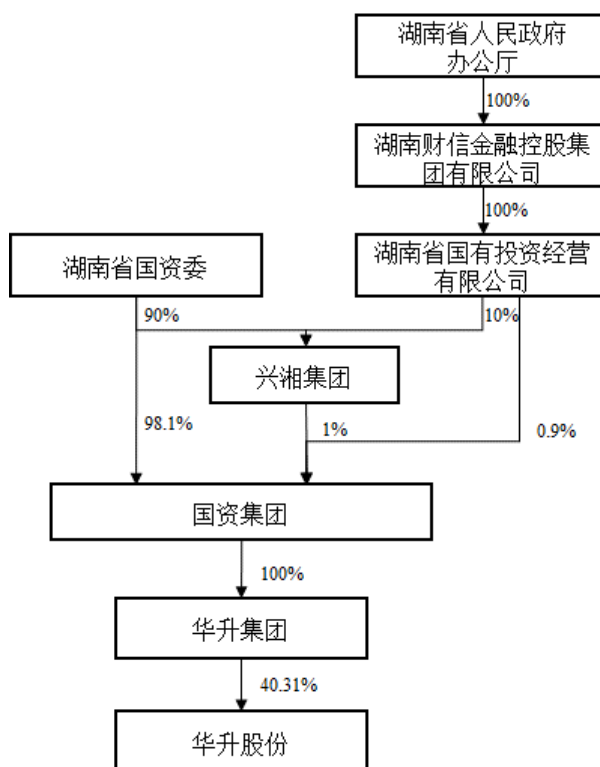 湖南省人民政府
办公厅
100%
湖南财信金融控股集
团有限公司
100%
湖南省国资委
湖南省国有投资经营
有限公司
90%
10%
兴湘集团
98.1%
1%
0.9%
国资集团
100%
华升集团
40.31%
华升股份